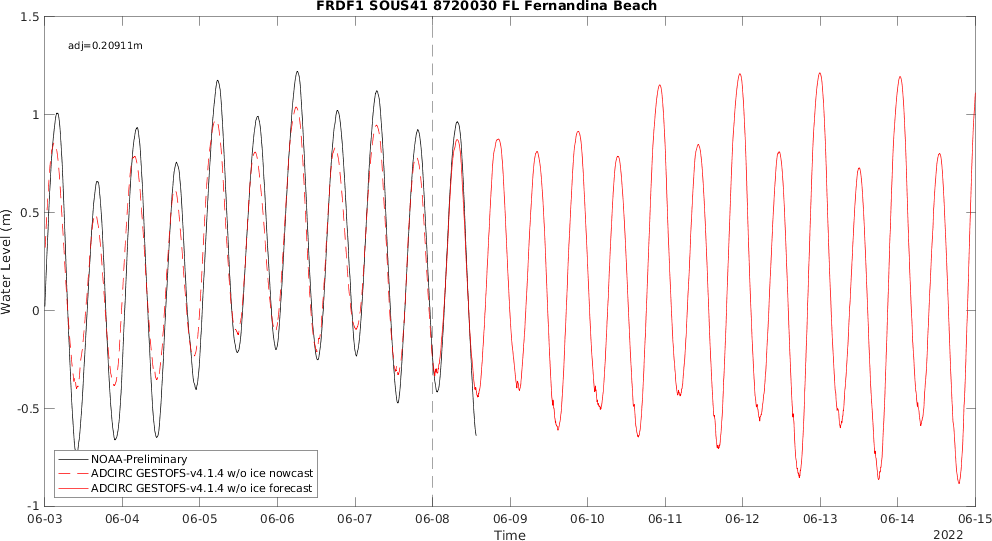 FRDF1 SOUS41 8720030 FL Fernandina Beach
adj=0.20911m
Water Level (m)
1.5
1
0.5
0
-0.5
-1
NOAA-Preliminary
ADCIRC GESTOFS-v4.1.4 w/o ice nowcast
ADCIRC GESTOFS-v4.1.4 w/o ice forecast
06-03 06-04 06-05 06-06 06-07 06-08 06-09 06-10 06-11 06-12 06-13 06-14 06-15
Time
2022